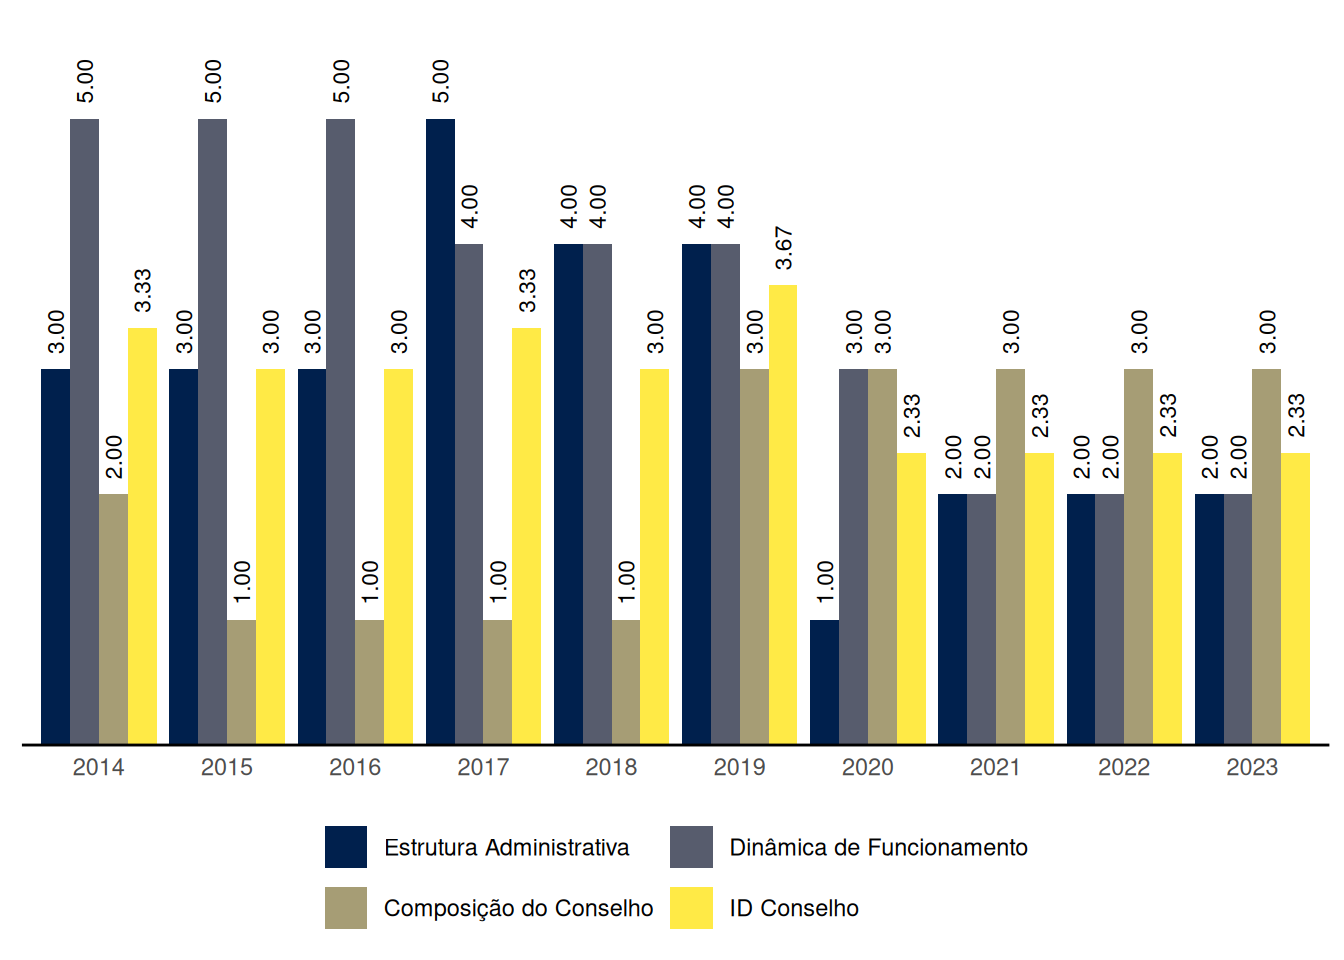 3.00 5.00 2.00 3.33
3.00 5.00 1.00 3.00
3.00 5.00 1.00 3.00
5.00 4.00 1.00 3.33
4.00 4.00 1.00 3.00
4.00 4.00 3.00 3.67
1.00 3.00 3.00 2.33
2.00 2.00 3.00 2.33
2.00 2.00 3.00 2.33
2.00 2.00 3.00 2.33
2014 2015 2016 2017 2018 2019 2020 2021 2022 2023
Estrutura Administrativa Dinâmica de Funcionamento
Composição do Conselho ID Conselho